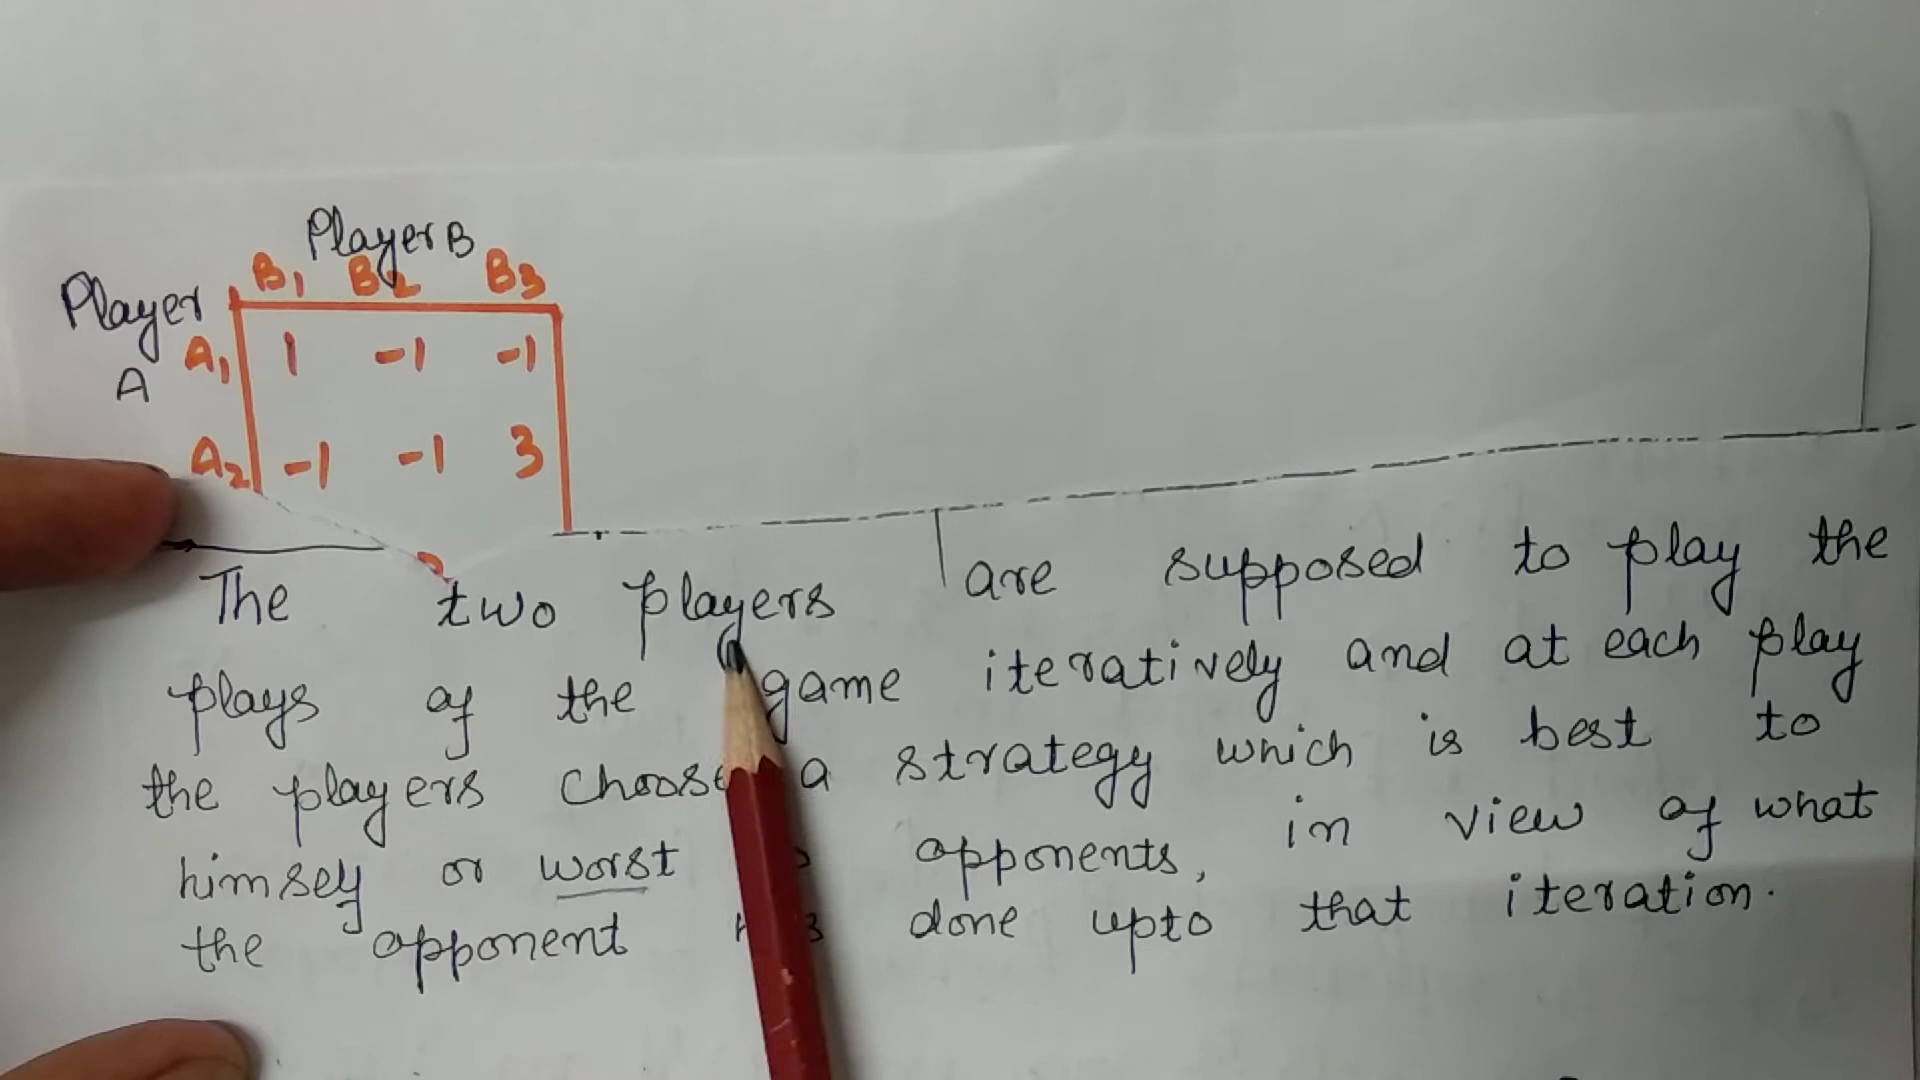 Player B
B1 B2 B3
Player
A
A1 1 -1 -1
A2 -1 -1 3
The two players are supposed to play the
plays of the game iteratively and at each play
the players choose a strategy which is best to
himself or worst opponents, in view of what
the opponent done upto that iteration.